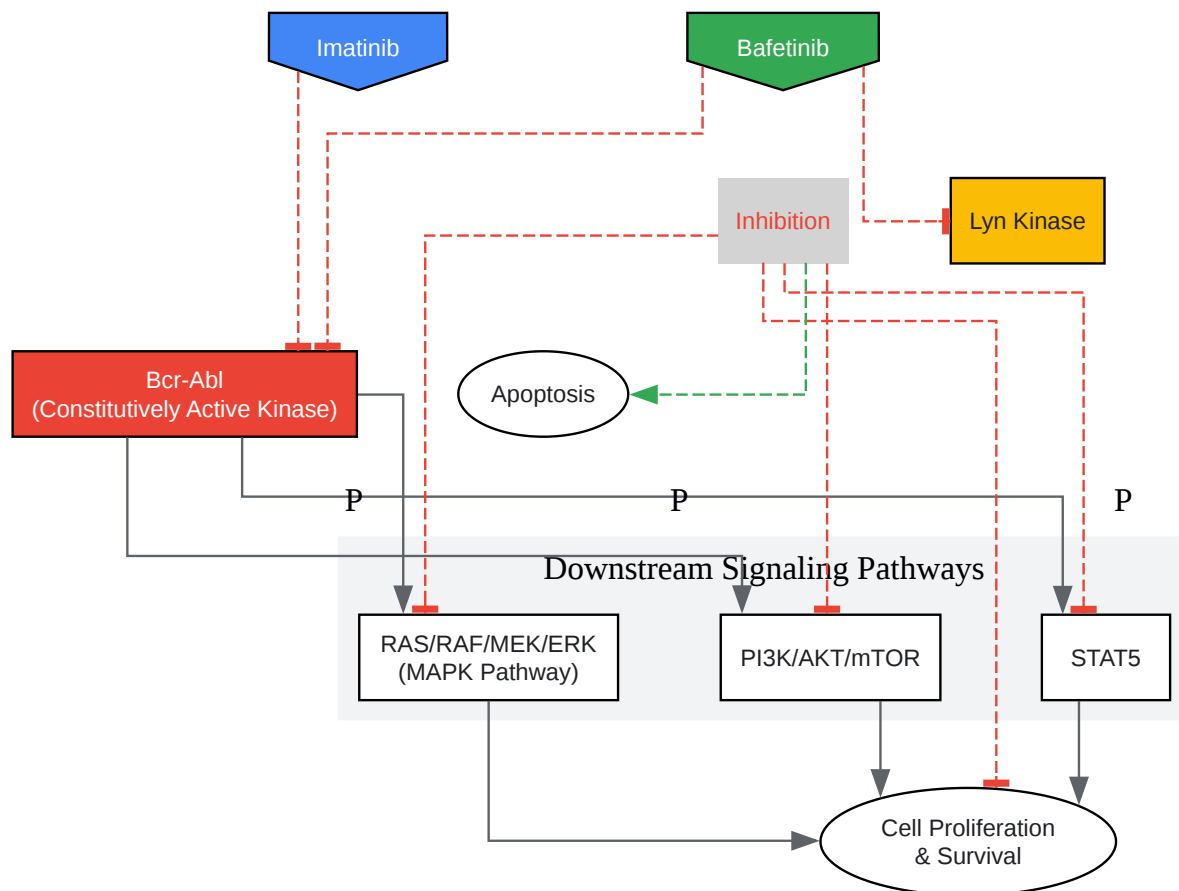 Imatinib
Bafetinib
Inhibition
Lyn Kinase
Bcr-Abl
(Constitutively Active Kinase)
Apoptosis
P
P
P
Downstream Signaling Pathways
RAS/RAF/MEK/ERK
(MAPK Pathway)
PI3K/AKT/mTOR
STAT5
Cell Proliferation
& Survival